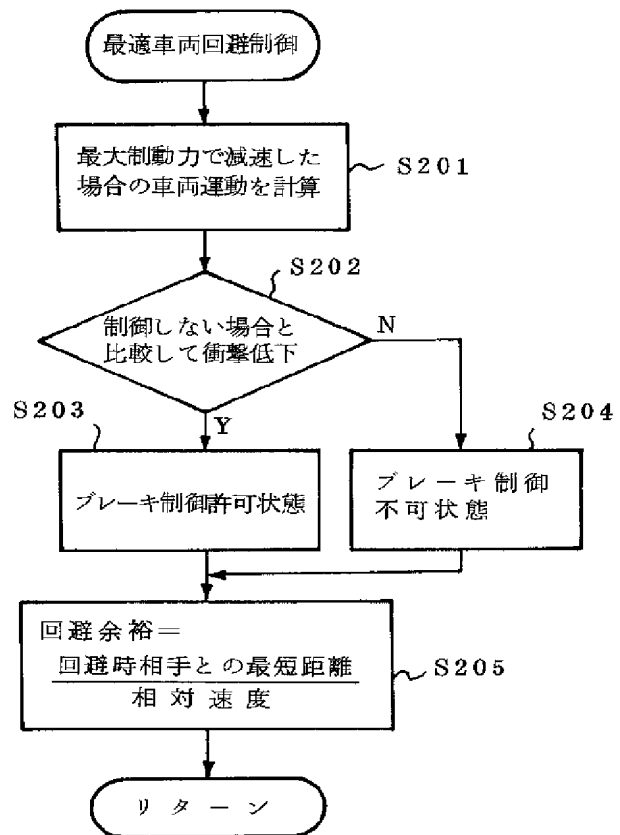 最適車両回避制御
最大制動力で減速した
場合の車両運動を計算
S201
S202
制御しない場合と
比較して衝撃低下
N
Y
S203
ブレーキ制御許可状態
S204
ブレーキ制御
不可状態
回避余裕＝
回避時相手との最短距離
相対速度
S205
リターン